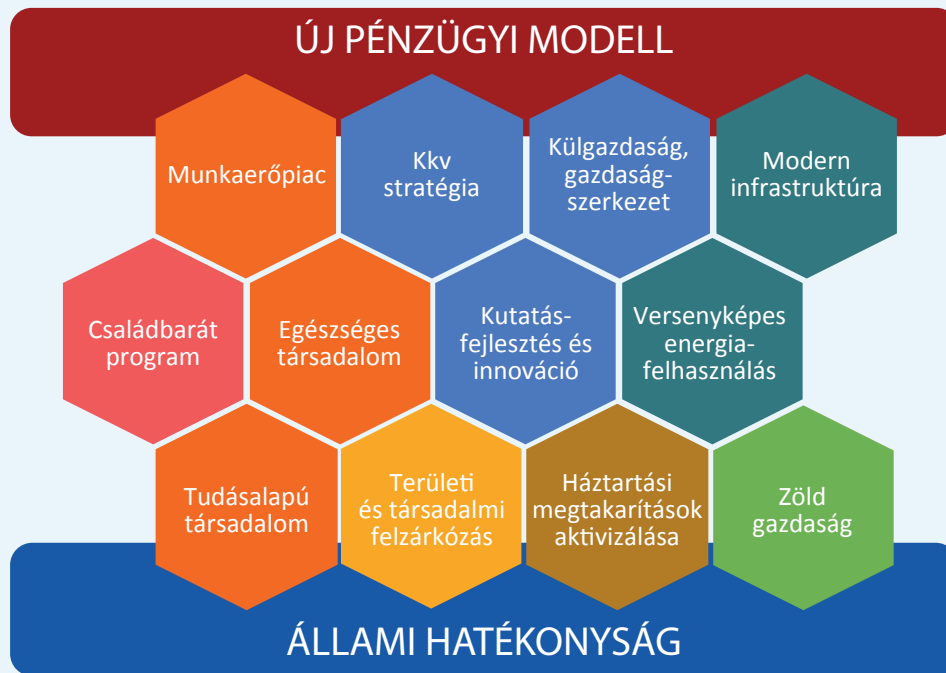 ÚJ PÉNZÜGYI MODELL
Munkaerőpiac
Kkv
stratégia
Külgazdaság,
gazdaság-
szerkezet
Modern
infrastruktúra
Családbarát
program
Egészséges
társadalom
Kutatás-
fejlesztés és
innováció
Versenyképes
energia-
felhasználás
Tudásalapú
társadalom
Területi
és társadalmi
felzárkózás
Háztartási
megtakarítások
aktivizálása
Zöld
gazdaság
ÁLLAMI HATÉKONYSÁG